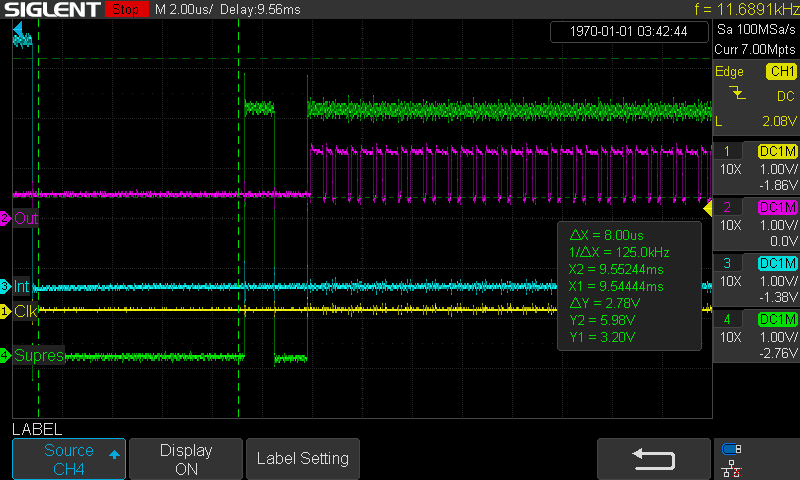 SIGLENT Stop M 2.00us/ Delay:9.56ms f = 11.6891kHz
1970-01-01 03:42:44
Sa 100MSa/s
Curr 7.00Mpts
Edge CH1
DC
L 2.08V
1 DC1M
10X 1.00V/
-1.86V
2 DC1M
10X 1.00V/
0.0V
3 DC1M
10X 1.00V/
-1.38V
4 DC1M
10X 1.00V/
-2.76V
2 Out
3 Int
1 Clk
4 Supres
△X = 8.00us
1/△X = 125.0kHz
X2 = 9.55244ms
X1 = 9.54444ms
△Y = 2.78V
Y2 = 5.98V
Y1 = 3.20V
LABEL
Source
CH4
Display
ON
Label Setting